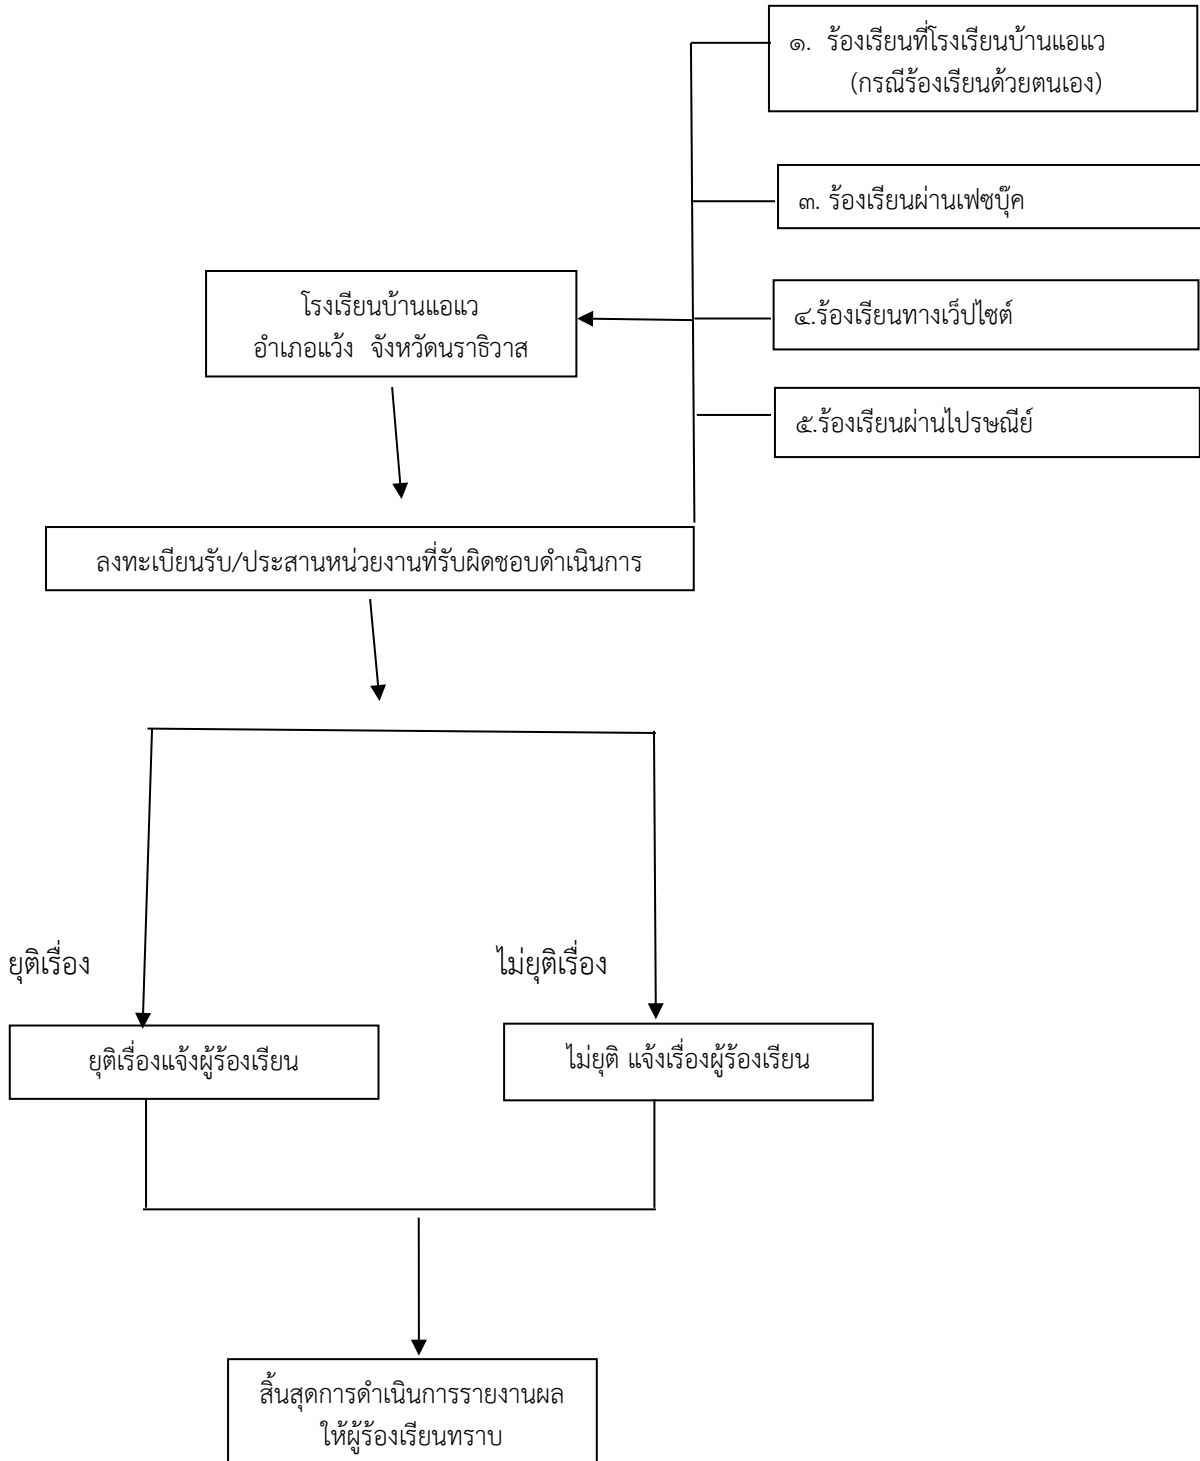 ๑. ร้องเรียนที่โรงเรียนบ้านแอแว
(กรณีร้องเรียนด้วยตนเอง)
๓. ร้องเรียนผ่านเฟซบุ๊ค
โรงเรียนบ้านแอแว
อำเภอแว้ง จังหวัดนราธิวาส
๔.ร้องเรียนทางเว็ปไซต์
๕.ร้องเรียนผ่านไปรษณีย์
ลงทะเบียนรับ/ประสานหน่วยงานที่รับผิดชอบดำเนินการ
ยุติเรื่อง
ไม่ยุติเรื่อง
ยุติเรื่องแจ้งผู้ร้องเรียน
ไม่ยุติ แจ้งเรื่องผู้ร้องเรียน
สิ้นสุดการดำเนินการรายงานผล
ให้ผู้ร้องเรียนทราบ